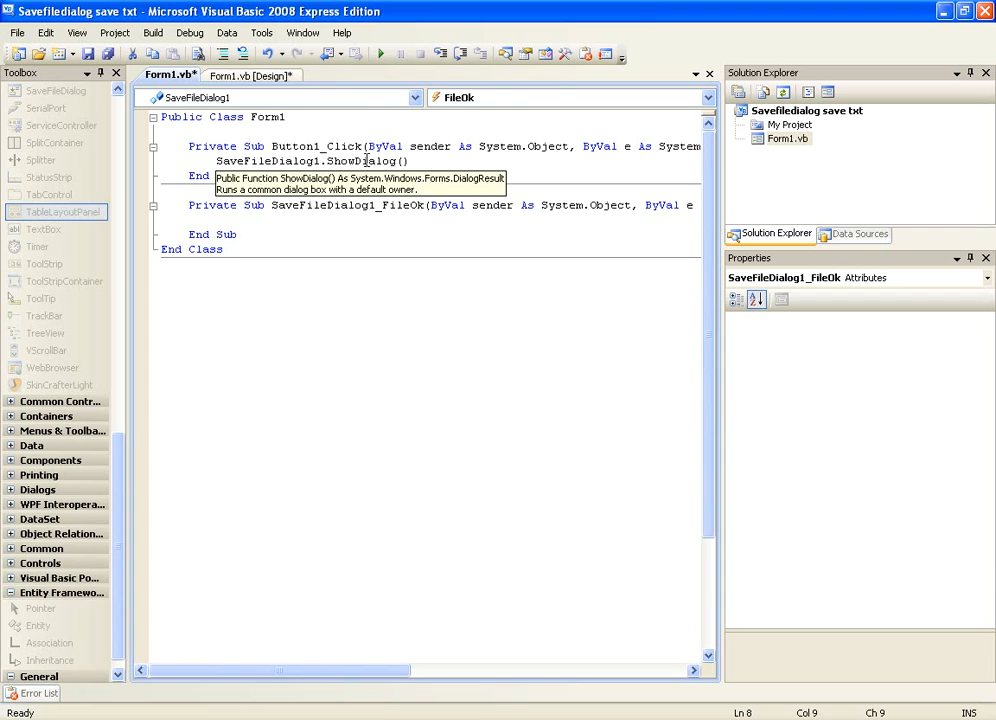 Savefiledialog save txt - Microsoft Visual Basic 2008 Express Edition
File Edit View Project Build Debug Data Tools Window Help
Toolbox
SaveFileDialog
SerialPort
ServiceController
SplitContainer
Splitter
StatusStrip
TabControl
TableLayoutPanel
TextBox
Timer
ToolStrip
ToolStripContainer
ToolTip
TrackBar
TreeView
VScrollBar
WebBrowser
SkinCrafterLight
Common Contr...
Containers
Menus & Toolba...
Data
Components
Printing
Dialogs
WPF Interopera...
DataSet
Object Relation...
Common
Controls
Visual Basic Po...
Entity Framewo...
Pointer
Entity
Association
Inheritance
General
Form1.vb* Form1.vb [Design]*
SaveFileDialog1 FileOk
Public Class Form1
Private Sub Button1_Click(ByVal sender As System.Object, ByVal e As System
SaveFileDialog1.ShowDialog()
End
Public Function ShowDialog() As System.Windows.Forms.DialogResult
Runs a common dialog box with a default owner.
Private Sub SaveFileDialog1_FileOk(ByVal sender As System.Object, ByVal e
End Sub
End Class
Solution Explorer
Savefiledialog save txt
My Project
Form1.vb
Solution Explorer Data Sources
Properties
SaveFileDialog1_FileOk Attributes
Error List
Ready Ln 8 Col 9 Ch 9 INS